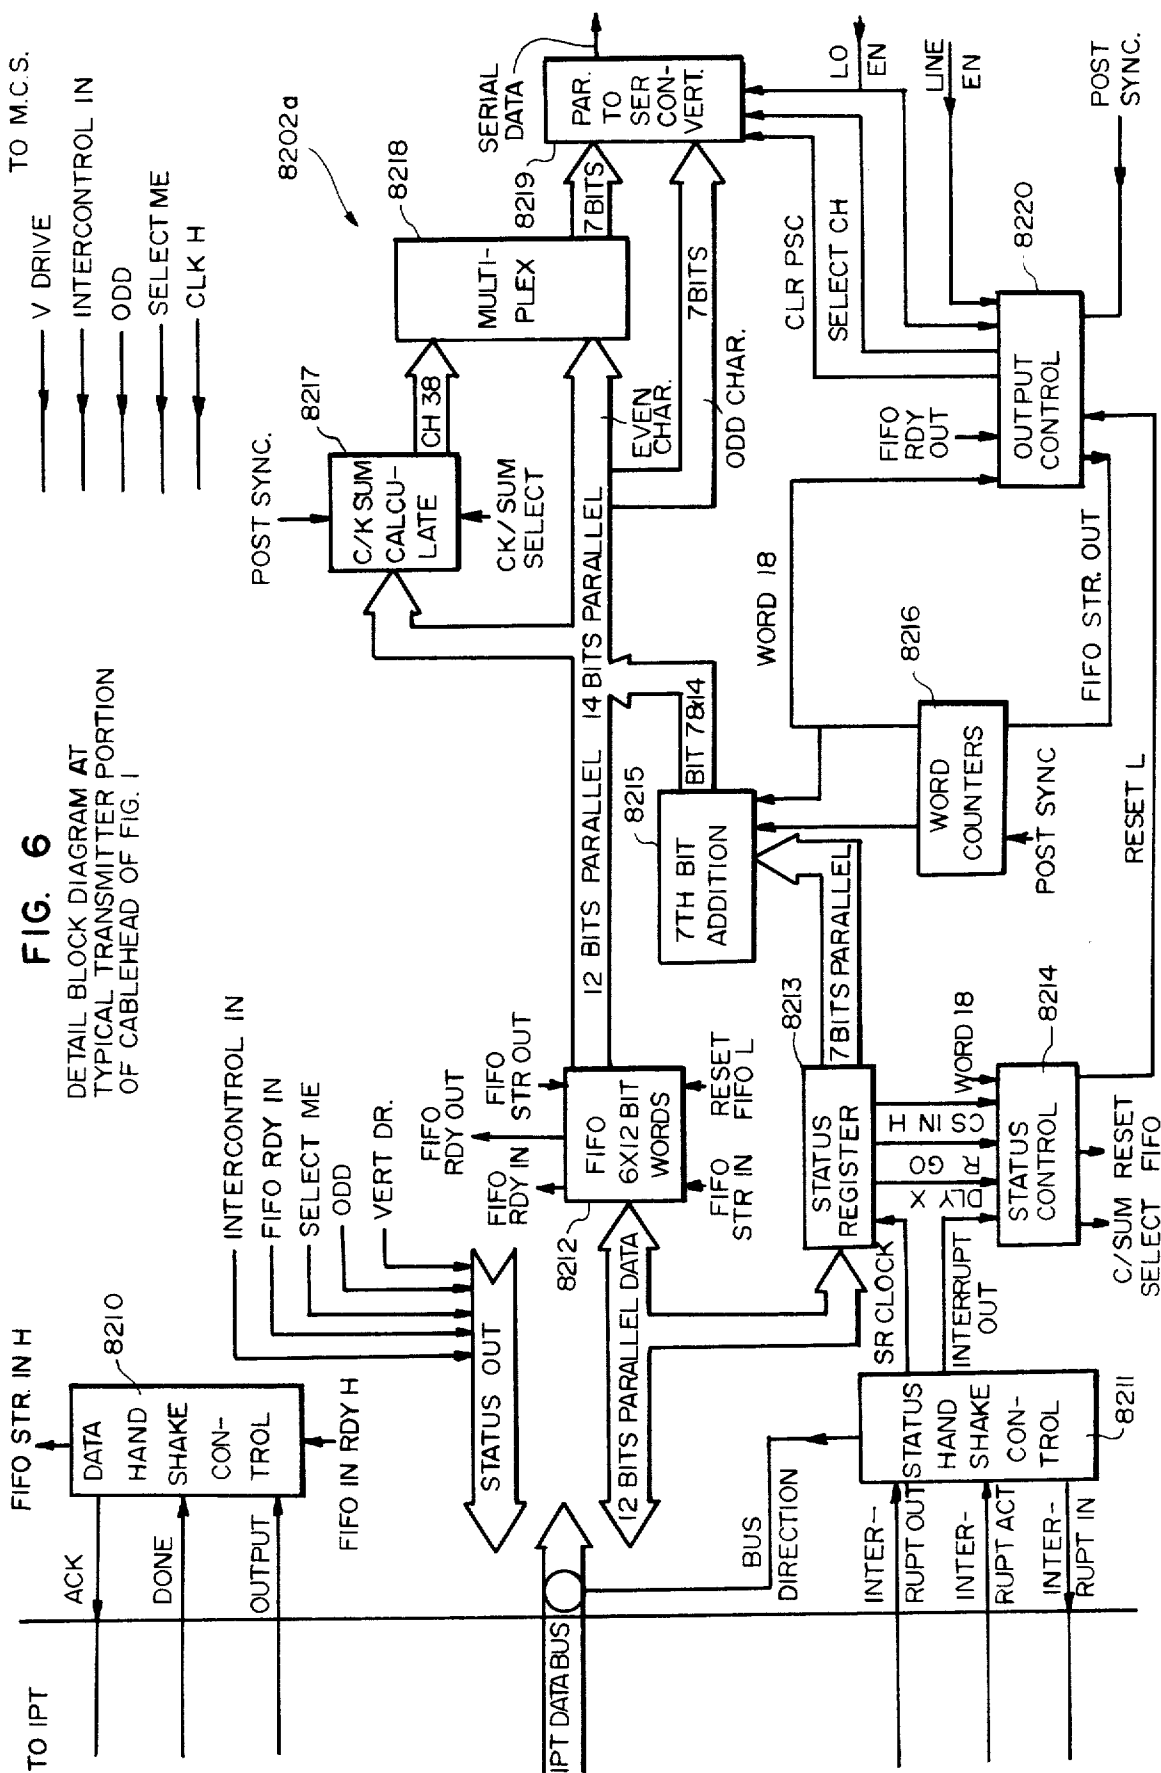 FIG. 6
DETAIL BLOCK DIAGRAM AT
TYPICAL TRANSMITTER PORTION
OF CABLEHEAD OF FIG. 1
TO IPT
TO M.C.S.
V DRIVE
INTERCONTROL IN
ODD
SELECT ME
CLK H
8202a
FIFO STR. IN H
8210
DATA
HAND
SHAKE
CON-
TROL
ACK
DONE
OUTPUT
FIFO IN RDY H
INTERCONTROL IN
FIFO RDY IN
SELECT ME
ODD
VERT DR.
STATUS OUT
FIFO
RDY OUT
FIFO
RDY IN
FIFO
STR OUT
8212
FIFO
6X12 BIT
WORDS
FIFO
STR IN
RESET
FIFO L
IPT DATA BUS
12 BITS PARALLEL DATA
BUS
DIRECTION
12 BITS PARALLEL
14 BITS PARALLEL
POST SYNC.
8217
C/K SUM
CALCU-
LATE
CK/SUM
SELECT
CH 38
8218
MULTI-
PLEX
7 BITS
EVEN
CHAR.
7 BITS
ODD CHAR.
8219
SERIAL
DATA
PAR.
TO
SER
CON-
VERT.
LO
EN
LINE
EN
CLR PSC
SELECT CH
8215
7TH BIT
ADDITION
BIT 7&14
WORD 18
8216
WORD
COUNTERS
POST SYNC
FIFO
RDY
OUT
8220
OUTPUT
CONTROL
POST
SYNC.
FIFO STR. OUT
RESET L
8213
STATUS
REGISTER
7 BITS PARALLEL
SR CLOCK
INTERRUPT
OUT
DLY X
R GO
CS IN H
WORD 18
8214
STATUS
CONTROL
C/SUM
SELECT
RESET
FIFO
8211
STATUS
HAND
SHAKE
CON-
TROL
INTER-
RUPT OUT
INTER-
RUPT ACT
INTER-
RUPT IN